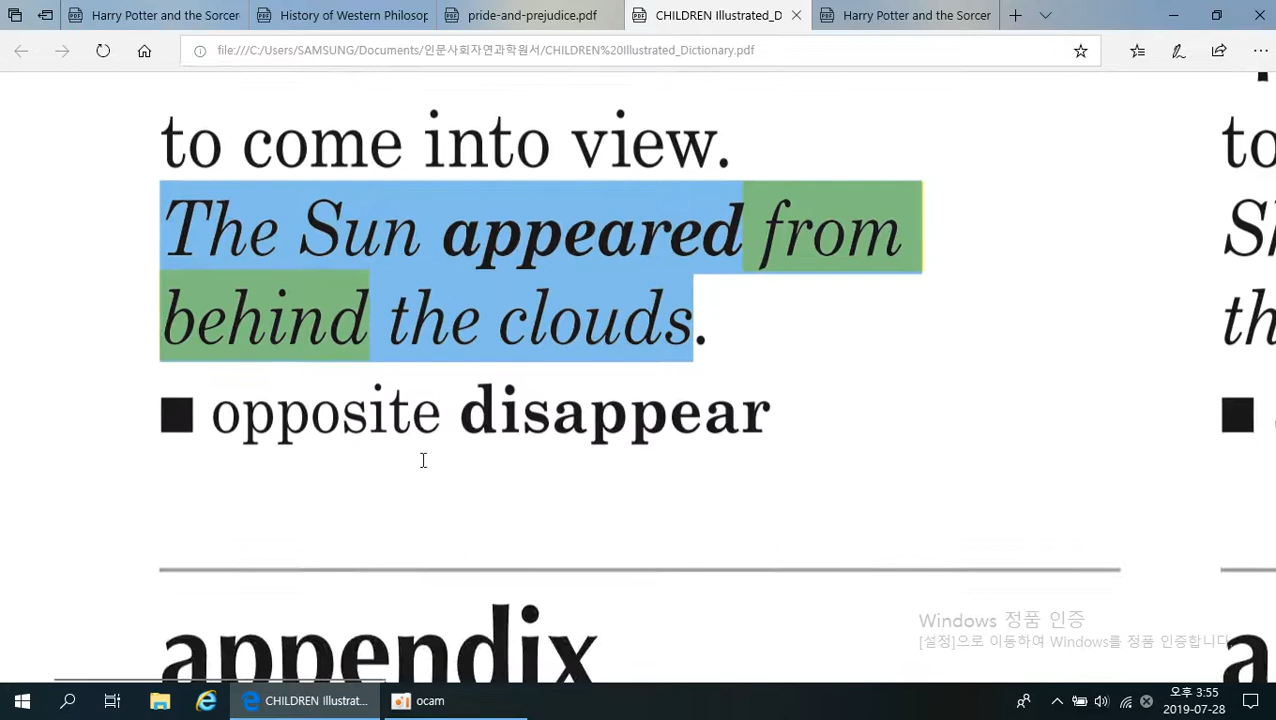 Harry Potter and the Sorcer
History of Western Philosop
pride-and-prejudice.pdf
CHILDREN Illustrated_D
Harry Potter and the Sorcer
file:///C:/Users/SAMSUNG/Documents/인문사회자연과학원서/CHILDREN%20Illustrated_Dictionary.pdf
to come into view.
The Sun appeared from
behind the clouds.
■ opposite disappear
appendix
to
th
Windows 정품 인증
[설정]으로 이동하여 Windows를 정품 인증합니다.
CHILDREN Illustrat...
ocam
오후 3:55
2019-07-28